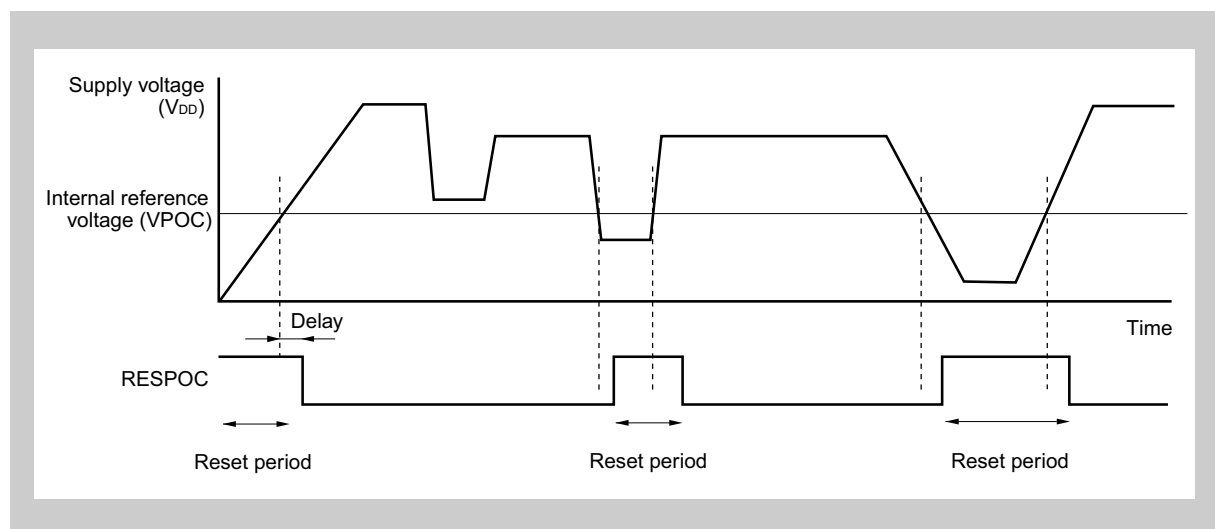 Supply voltage
(VDD)
Internal reference
voltage (VPOC)
Delay
Time
RESPOC
Reset period
Reset period
Reset period